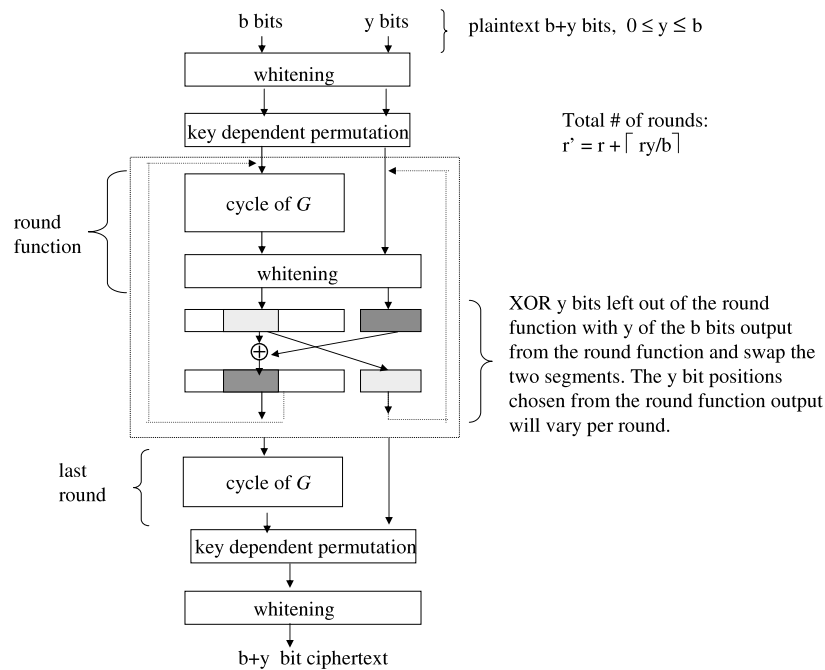 b bits
y bits
plaintext b+y bits, 0 ≤ y ≤ b
whitening
key dependent permutation
Total # of rounds:
r’ = r + ⌈ ry/b⌉
round
function
cycle of G
whitening
XOR y bits left out of the round
function with y of the b bits output
from the round function and swap the
two segments. The y bit positions
chosen from the round function output
will vary per round.
last
round
cycle of G
key dependent permutation
whitening
b+y bit ciphertext